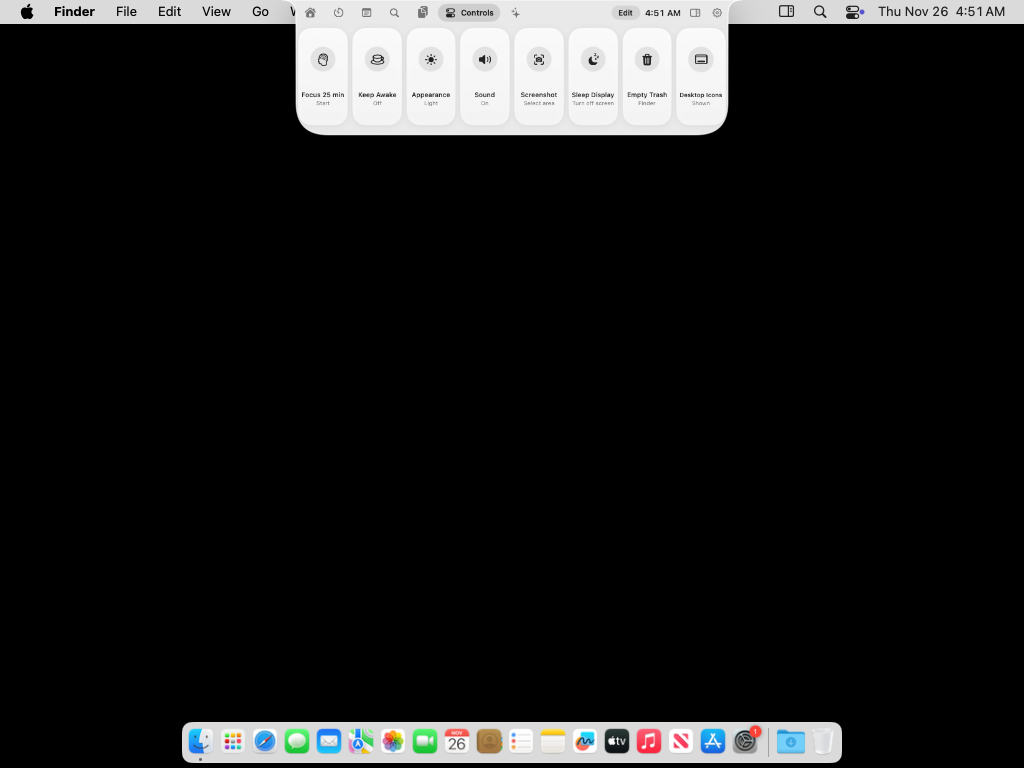 Finder File Edit View Go
Controls
Edit 4:51 AM
Thu Nov 26 4:51 AM
Focus 25 min
Start
Keep Awake
Off
Appearance
Light
Sound
On
Screenshot
Select area
Sleep Display
Turn off screen
Empty Trash
Finder
Desktop Icons
Shown
NOV
26
tv
1